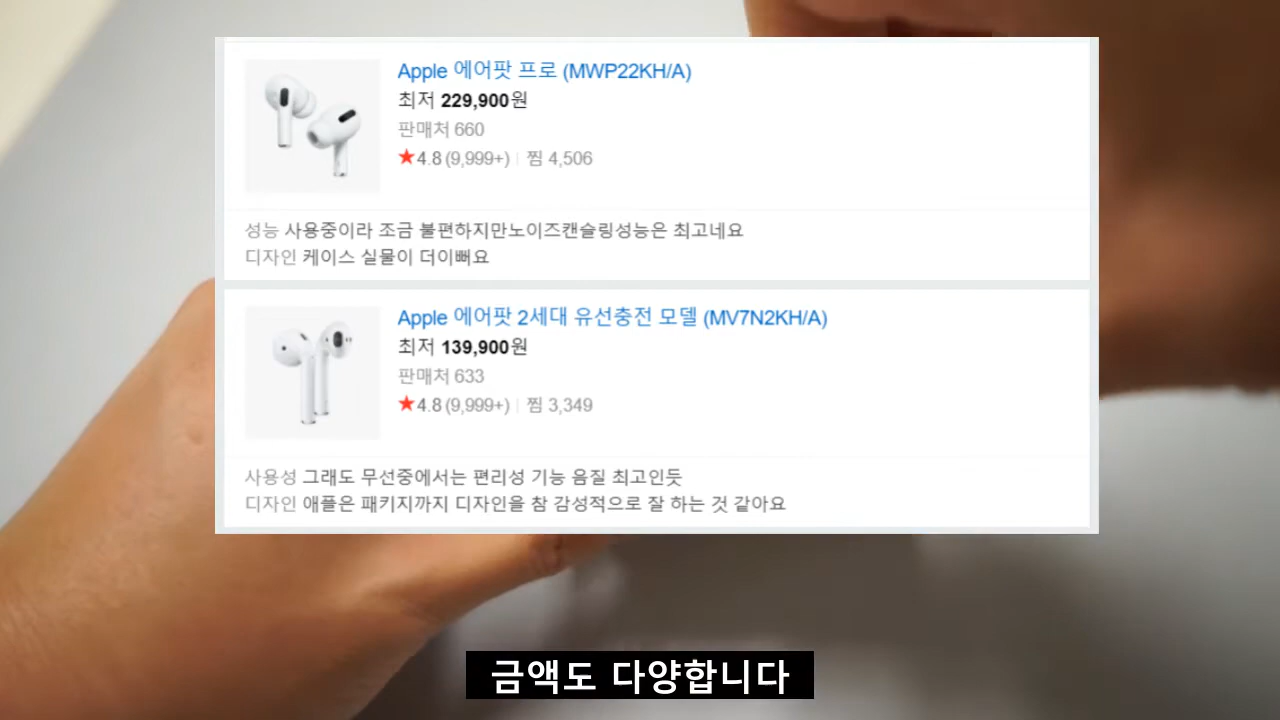 Apple 에어팟 프로 (MWP22KH/A)
최저 229,900원
판매처 660
★4.8 (9,999+) | 찜 4,506
성능 사용중이라 조금 불편하지만노이즈캔슬링성능은 최고네요
디자인 케이스 실물이 더이뻐요
Apple 에어팟 2세대 유선충전 모델 (MV7N2KH/A)
최저 139,900원
판매처 633
★4.8 (9,999+) | 찜 3,349
사용성 그래도 무선중에서는 편리성 기능 음질 최고인듯
디자인 애플은 패키지까지 디자인을 참 감성적으로 잘 하는 것 같아요
금액도 다양합니다